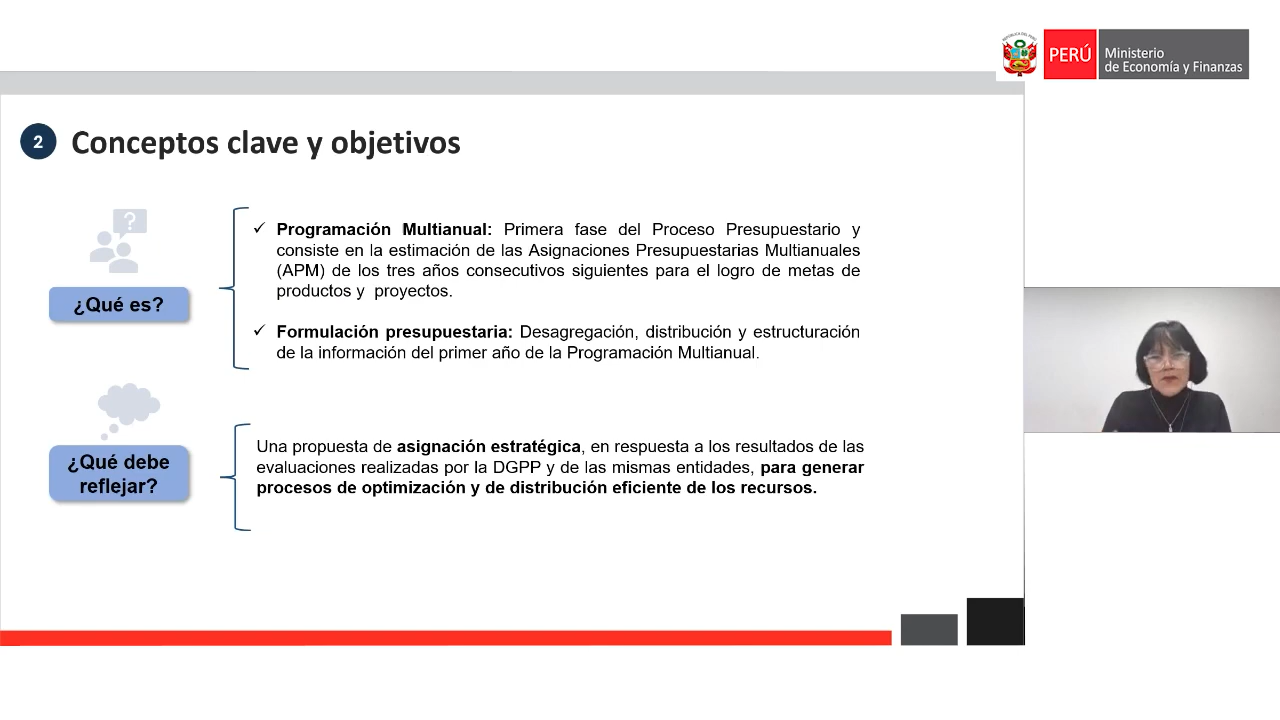 REPÚBLICA DEL PERÚ
PERÚ
Ministerio
de Economía y Finanzas
2
Conceptos clave y objetivos
?
¿Qué es?
✓ Programación Multianual: Primera fase del Proceso Presupuestario y
consiste en la estimación de las Asignaciones Presupuestarias Multianuales
(APM) de los tres años consecutivos siguientes para el logro de metas de
productos y proyectos.
✓ Formulación presupuestaria: Desagregación, distribución y estructuración
de la información del primer año de la Programación Multianual.
¿Qué debe
reflejar?
Una propuesta de asignación estratégica, en respuesta a los resultados de las
evaluaciones realizadas por la DGPP y de las mismas entidades, para generar
procesos de optimización y de distribución eficiente de los recursos.